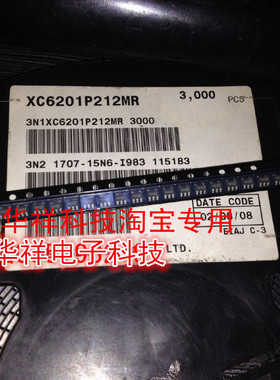 XC6201P212MR 3,000 PCS
3N1XC6201P212MR 3000
3N2 1707-15N6-I983 115183
华祥科技淘宝专用
DATE CODE
华祥电子科技
EIAJ C-3
LTD.